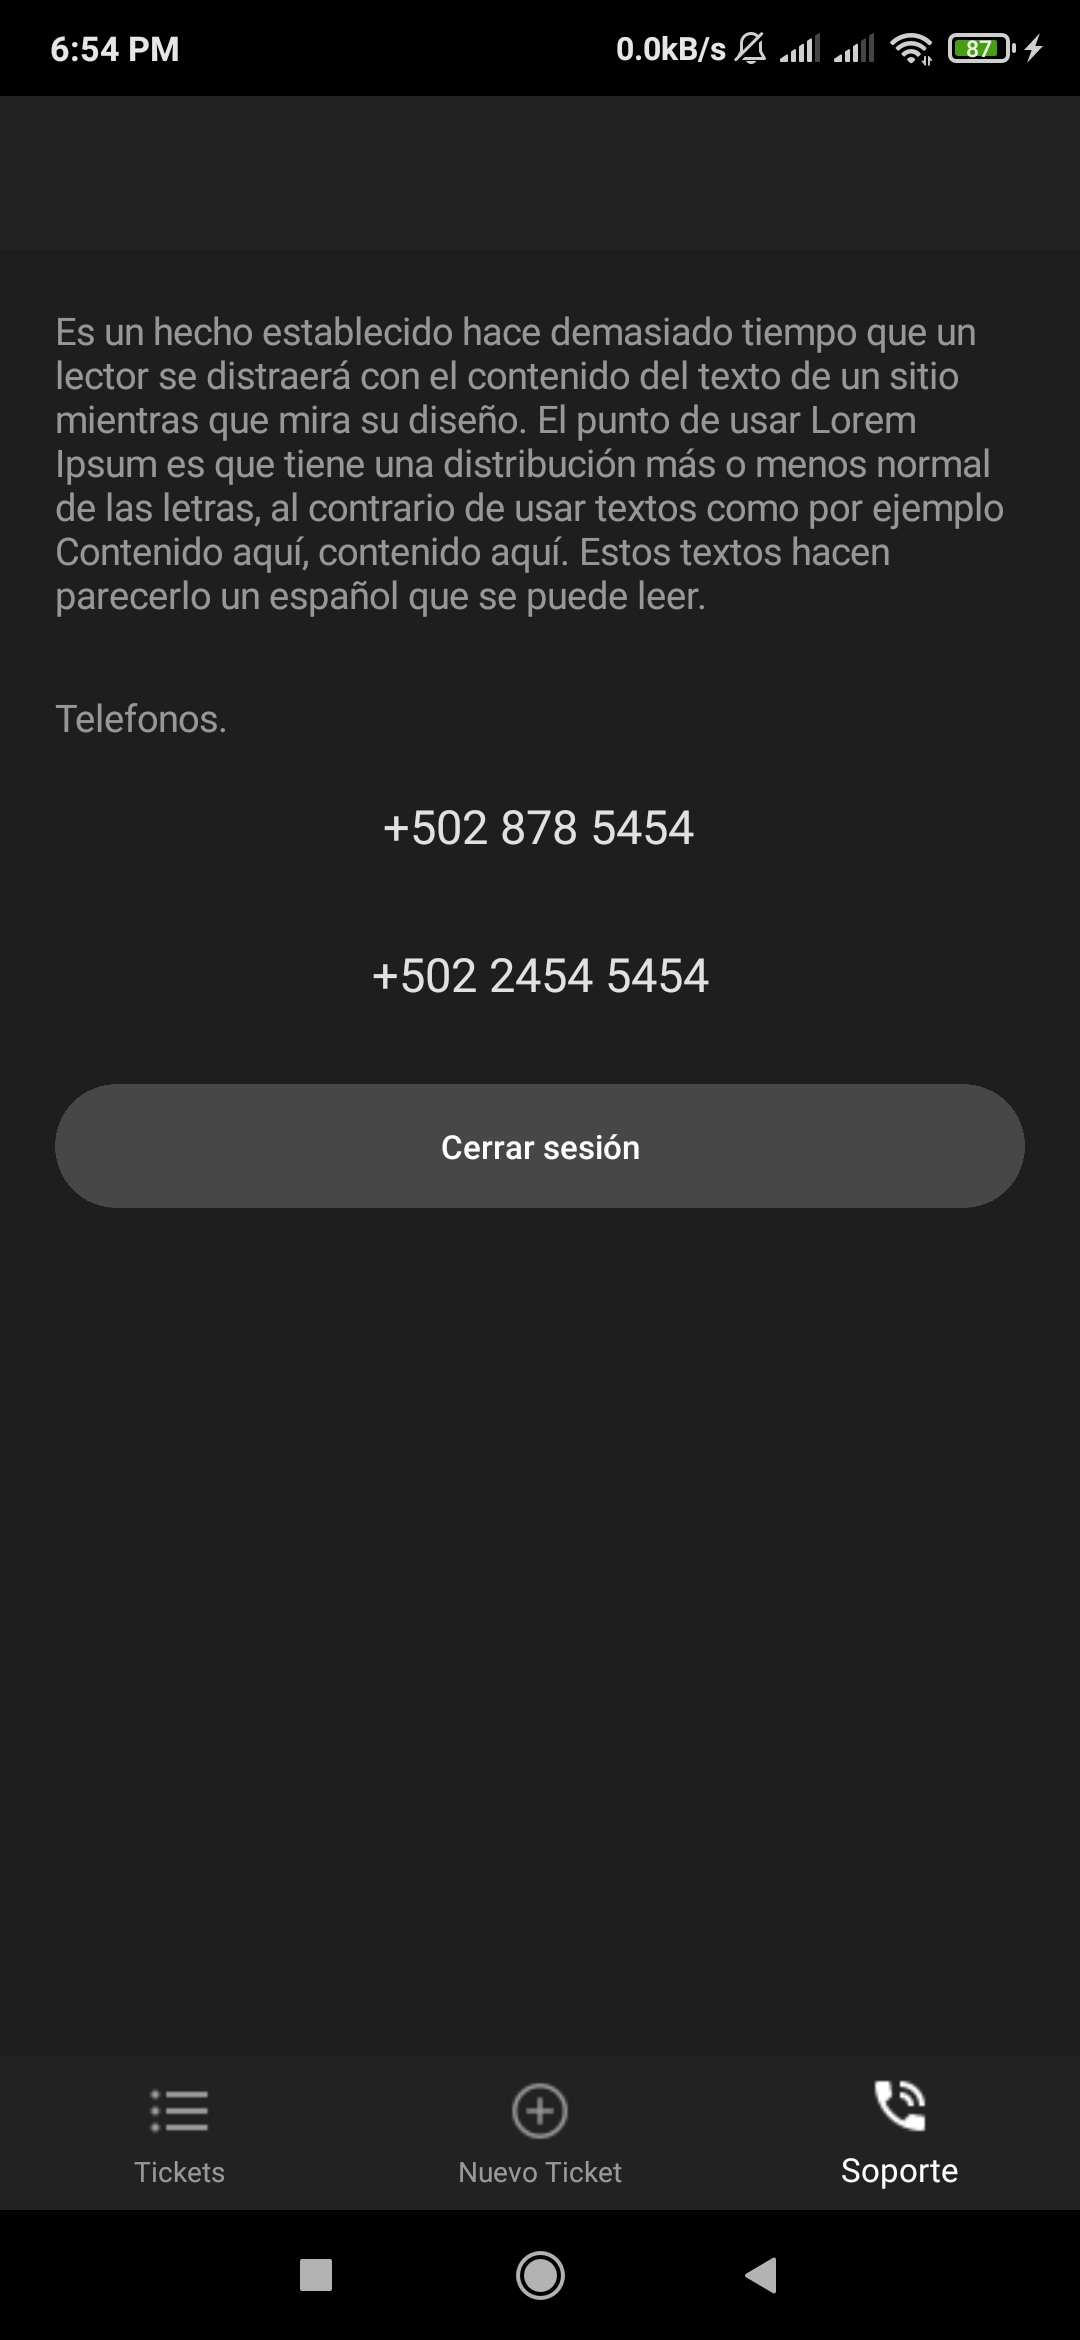 6:54 PM 0.0kB/s 87
Es un hecho establecido hace demasiado tiempo que un
lector se distraerá con el contenido del texto de un sitio
mientras que mira su diseño. El punto de usar Lorem
Ipsum es que tiene una distribución más o menos normal
de las letras, al contrario de usar textos como por ejemplo
Contenido aquí, contenido aquí. Estos textos hacen
parecerlo un español que se puede leer.
Telefonos.
+502 878 5454
+502 2454 5454
Cerrar sesión
Tickets Nuevo Ticket Soporte